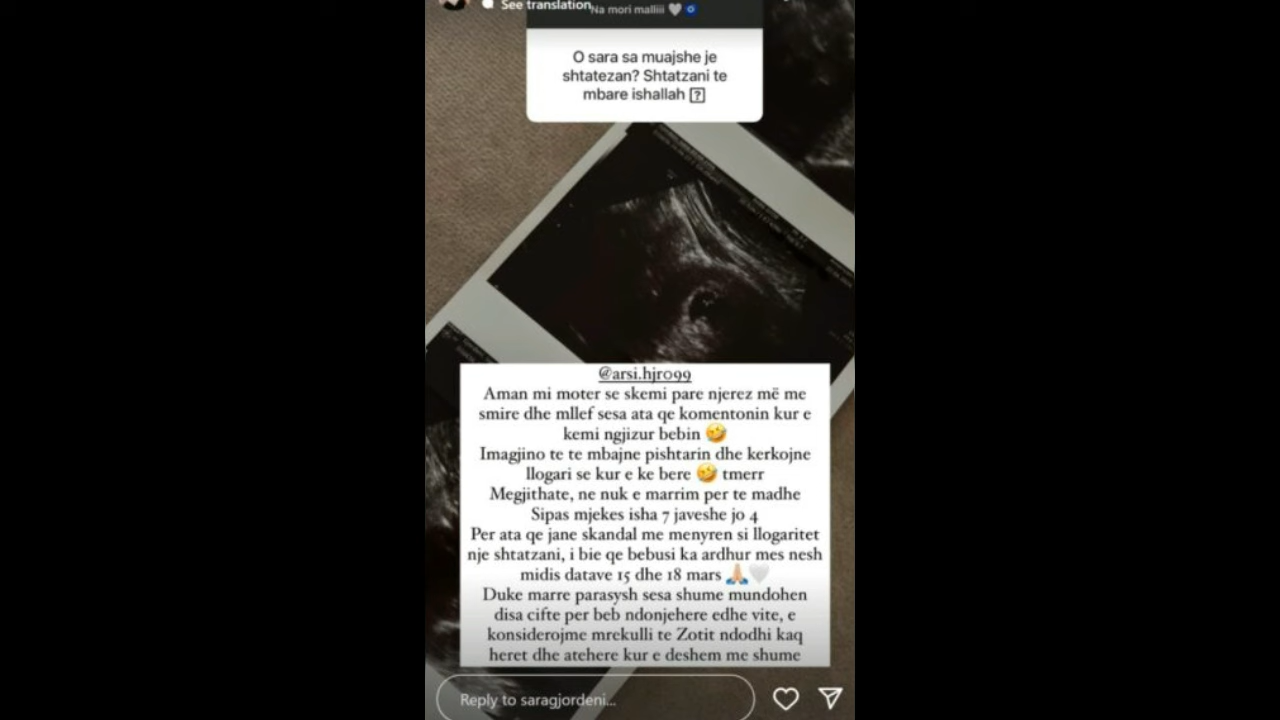 See translation
Na mori malliii 🤍
O sara sa muajshe je
shtatezan? Shtatzani te
mbare ishallah
@arsi.hjro99
Aman mi moter se skemi pare njerez më me
smire dhe mllef sesa ata qe komentonin kur e
kemi ngjizur bebin 🤣
Imagjino te te mbajne pishtarin dhe kerkojne
llogari se kur e ke bere 🤣 tmerr
Megjithate, ne nuk e marrim per te madhe
Sipas mjekes isha 7 javeshe jo 4
Per ata qe jane skandal me menyren si llogaritet
nje shtatzani, i bie qe bebusi ka ardhur mes nesh
midis datave 15 dhe 18 mars 🙏🏼🤍
Duke marre parasysh sesa shume mundohen
disa cifte per beb ndonjehere edhe vite, e
konsiderojme mrekulli te Zotit ndodhi kaq
heret dhe atehere kur e deshem me shume
Reply to saragjordeni...